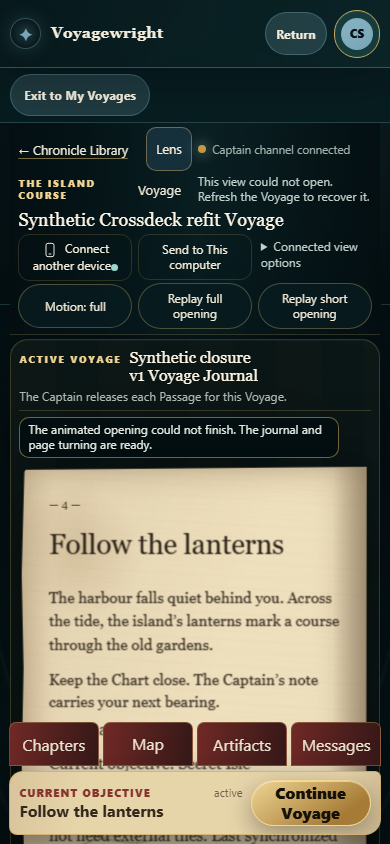 Voyagewright
Return
CS
Exit to My Voyages
← Chronicle Library
Lens
Captain channel connected
THE ISLAND
COURSE
Voyage
This view could not open.
Refresh the Voyage to recover it.
Synthetic Crossdeck refit Voyage
Connect
another device
Send to This
computer
Connected view
options
Motion: full
Replay full
opening
Replay short
opening
ACTIVE VOYAGE
Synthetic closure
v1 Voyage Journal
The Captain releases each Passage for this Voyage.
The animated opening could not finish. The journal and
page turning are ready.
— 4 —
Follow the lanterns
The harbour falls quiet behind you. Across
the tide, the island's lanterns mark a course
through the old gardens.
Keep the Chart close. The Captain's note
carries your next bearing.
Chapters
Map
Artifacts
Messages
CURRENT OBJECTIVE
active
Follow the lanterns
Continue
Voyage
not need external files. Last synchronized